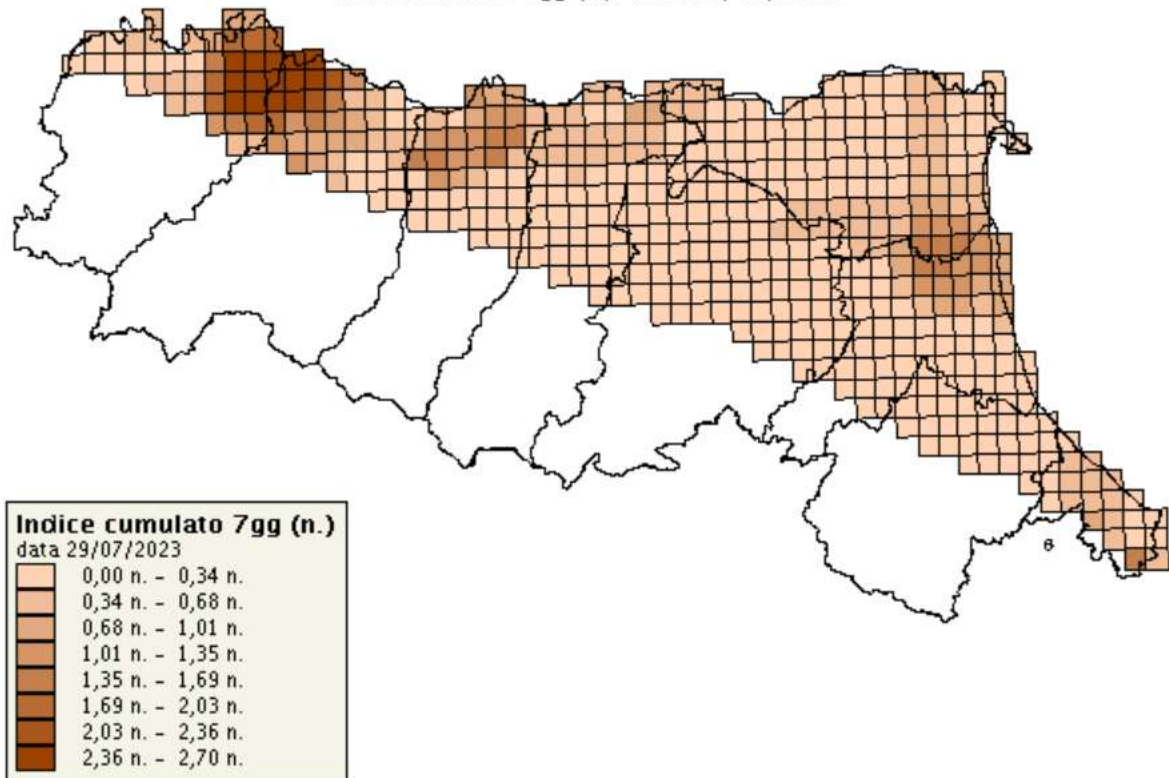 Indice cumulato 7gg (n.)
data 29/07/2023
0,00 n. - 0,34 n.
0,34 n. - 0,68 n.
0,68 n. - 1,01 n.
1,01 n. - 1,35 n.
1,35 n. - 1,69 n.
1,69 n. - 2,03 n.
2,03 n. - 2,36 n.
2,36 n. - 2,70 n.